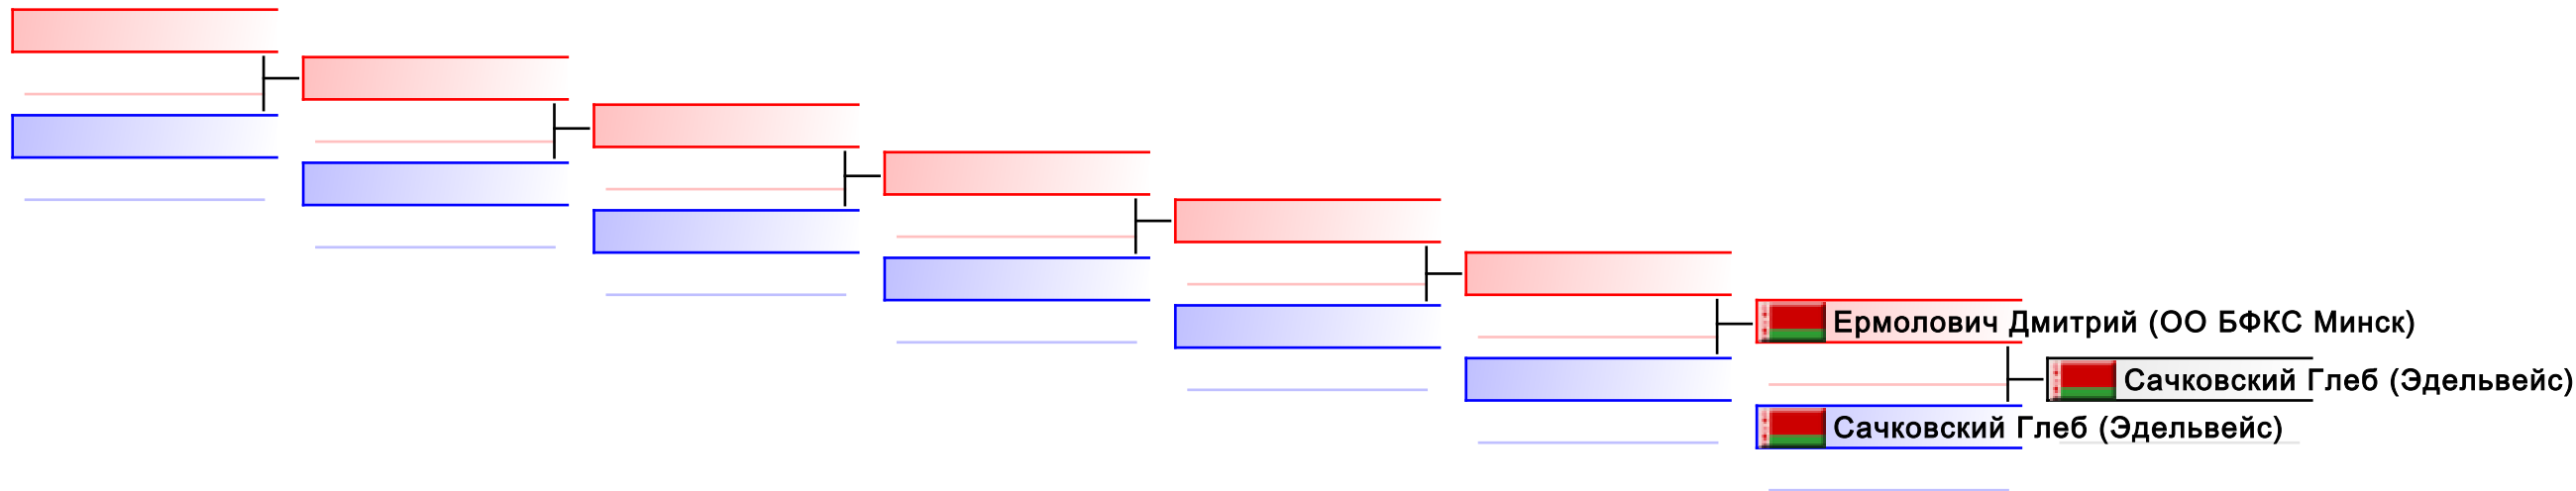 Ермолович Дмитрий (ОО БФКС Минск)
Сачковский Глеб (Эдельвейс)
Сачковский Глеб (Эдельвейс)